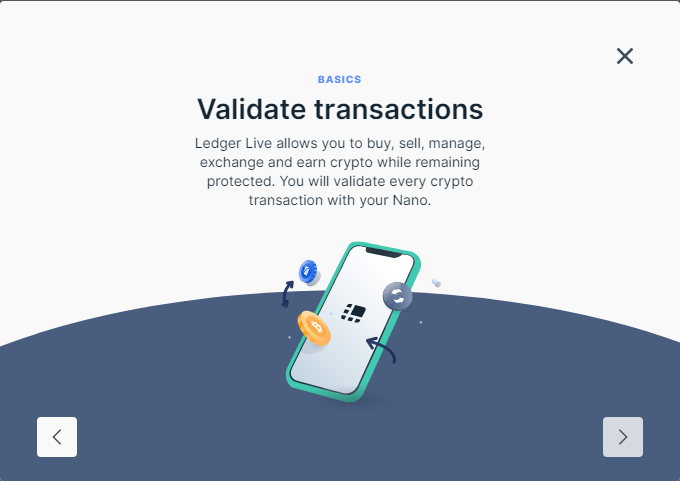 BASICS
Validate transactions
Ledger Live allows you to buy, sell, manage,
exchange and earn crypto while remaining
protected. You will validate every crypto
transaction with your Nano.